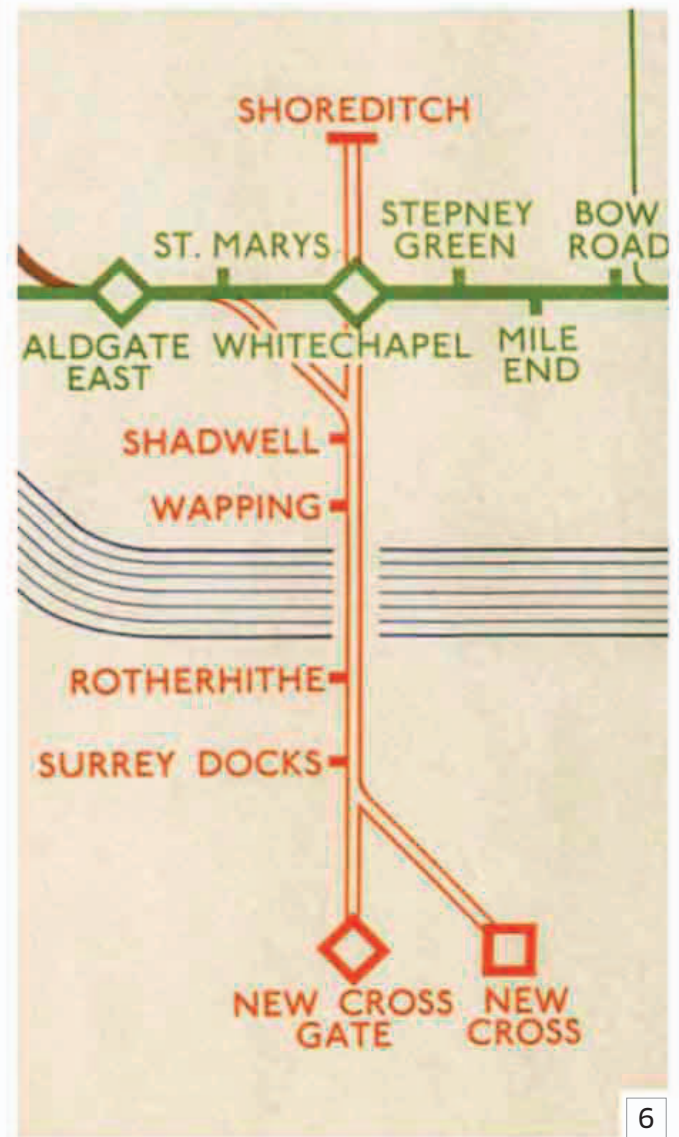 SHOREDITCH
STEPNEY
GREEN
BOW
ROAD
ST. MARYS
ALDGATE
EAST
WHITECHAPEL
MILE
END
SHADWELL
WAPPING
ROTHERHITHE
SURREY DOCKS
NEW CROSS
GATE
NEW
CROSS
6